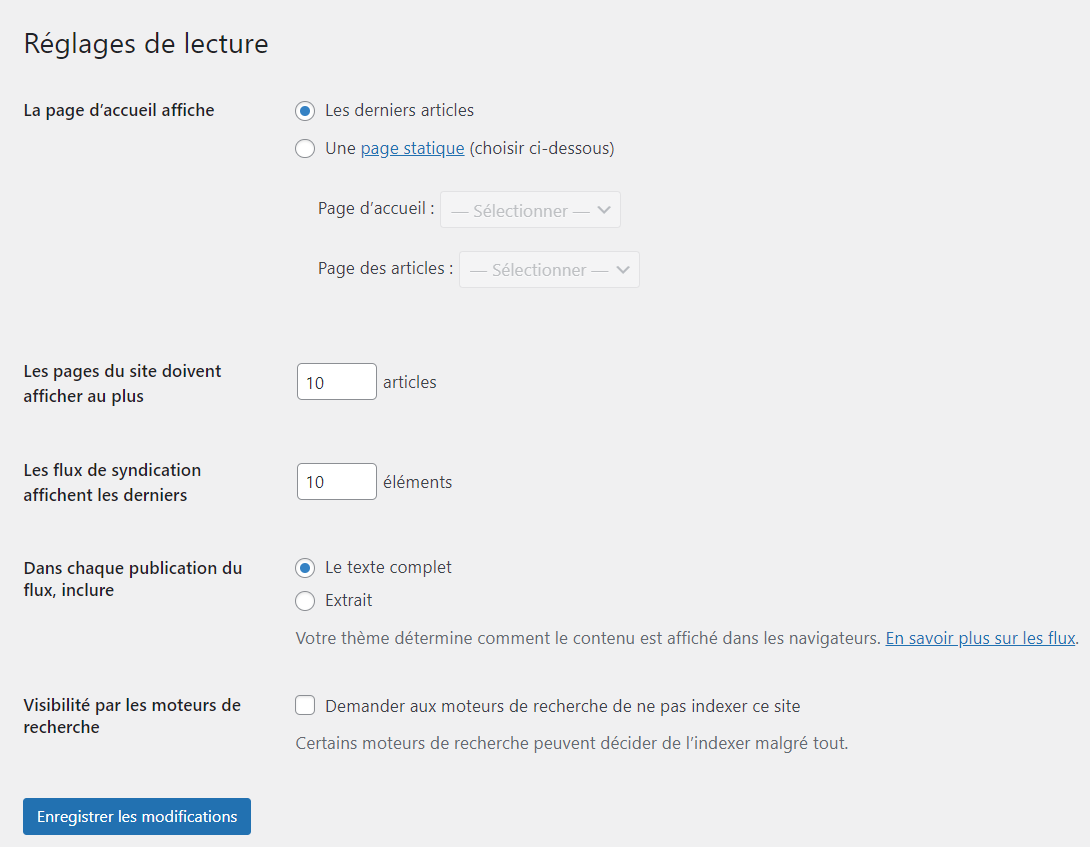 Réglages de lecture
La page d’accueil affiche
Les derniers articles
Une page statique (choisir ci-dessous)
Page d’accueil : — Sélectionner —
Page des articles : — Sélectionner —
Les pages du site doivent
afficher au plus
10 articles
Les flux de syndication
affichent les derniers
10 éléments
Dans chaque publication du
flux, inclure
Le texte complet
Extrait
Votre thème détermine comment le contenu est affiché dans les navigateurs. En savoir plus sur les flux.
Visibilité par les moteurs de
recherche
Demander aux moteurs de recherche de ne pas indexer ce site
Certains moteurs de recherche peuvent décider de l’indexer malgré tout.
Enregistrer les modifications